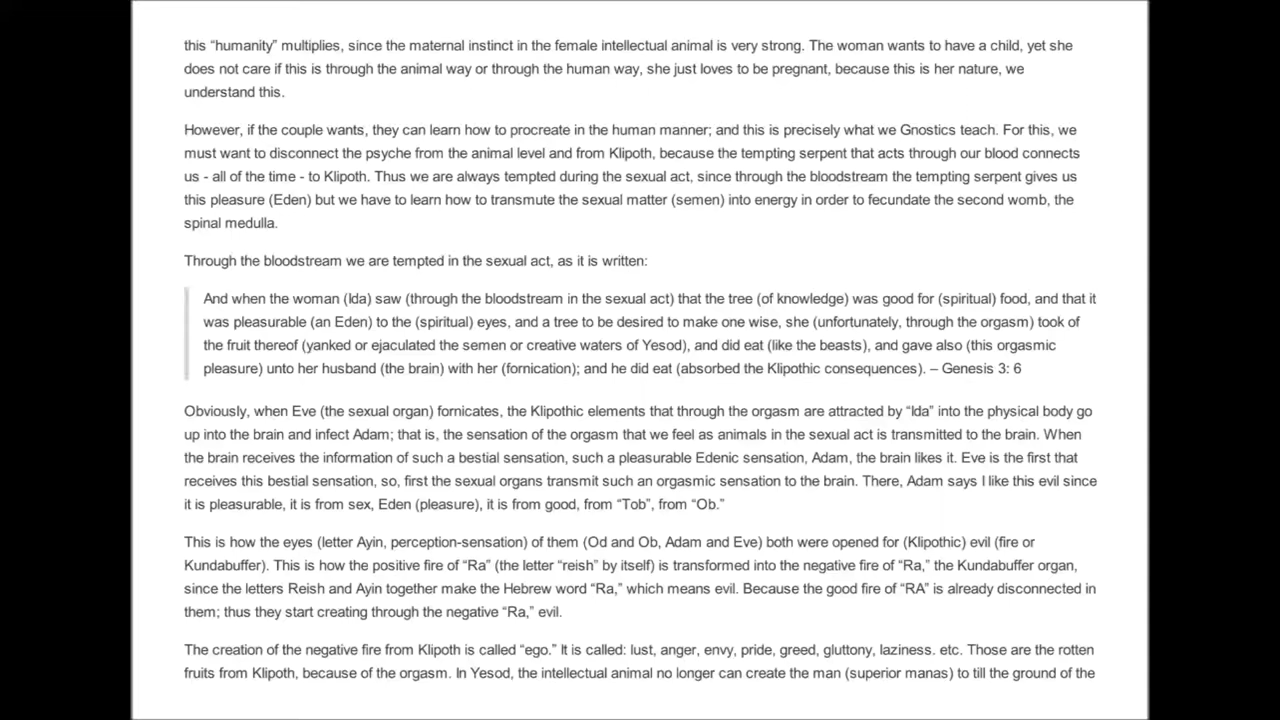 this “humanity” multiplies, since the maternal instinct in the female intellectual animal is very strong. The woman wants to have a child, yet she
does not care if this is through the animal way or through the human way, she just loves to be pregnant, because this is her nature, we
understand this.
However, if the couple wants, they can learn how to procreate in the human manner; and this is precisely what we Gnostics teach. For this, we
must want to disconnect the psyche from the animal level and from Klipoth, because the tempting serpent that acts through our blood connects
us - all of the time - to Klipoth. Thus we are always tempted during the sexual act, since through the bloodstream the tempting serpent gives us
this pleasure (Eden) but we have to learn how to transmute the sexual matter (semen) into energy in order to fecundate the second womb, the
spinal medulla.
Through the bloodstream we are tempted in the sexual act, as it is written:
And when the woman (Ida) saw (through the bloodstream in the sexual act) that the tree (of knowledge) was good for (spiritual) food, and that it
was pleasurable (an Eden) to the (spiritual) eyes, and a tree to be desired to make one wise, she (unfortunately, through the orgasm) took of
the fruit thereof (yanked or ejaculated the semen or creative waters of Yesod), and did eat (like the beasts), and gave also (this orgasmic
pleasure) unto her husband (the brain) with her (fornication); and he did eat (absorbed the Klipothic consequences). – Genesis 3: 6
Obviously, when Eve (the sexual organ) fornicates, the Klipothic elements that through the orgasm are attracted by “Ida” into the physical body go
up into the brain and infect Adam; that is, the sensation of the orgasm that we feel as animals in the sexual act is transmitted to the brain. When
the brain receives the information of such a bestial sensation, such a pleasurable Edenic sensation, Adam, the brain likes it. Eve is the first that
receives this bestial sensation, so, first the sexual organs transmit such an orgasmic sensation to the brain. There, Adam says I like this evil since
it is pleasurable, it is from sex, Eden (pleasure), it is from good, from “Tob”, from “Ob.”
This is how the eyes (letter Ayin, perception-sensation) of them (Od and Ob, Adam and Eve) both were opened for (Klipothic) evil (fire or
Kundabuffer). This is how the positive fire of “Ra” (the letter “reish” by itself) is transformed into the negative fire of “Ra,” the Kundabuffer organ,
since the letters Reish and Ayin together make the Hebrew word “Ra,” which means evil. Because the good fire of “RA” is already disconnected in
them; thus they start creating through the negative “Ra,” evil.
The creation of the negative fire from Klipoth is called “ego.” It is called: lust, anger, envy, pride, greed, gluttony, laziness. etc. Those are the rotten
fruits from Klipoth, because of the orgasm. In Yesod, the intellectual animal no longer can create the man (superior manas) to till the ground of the